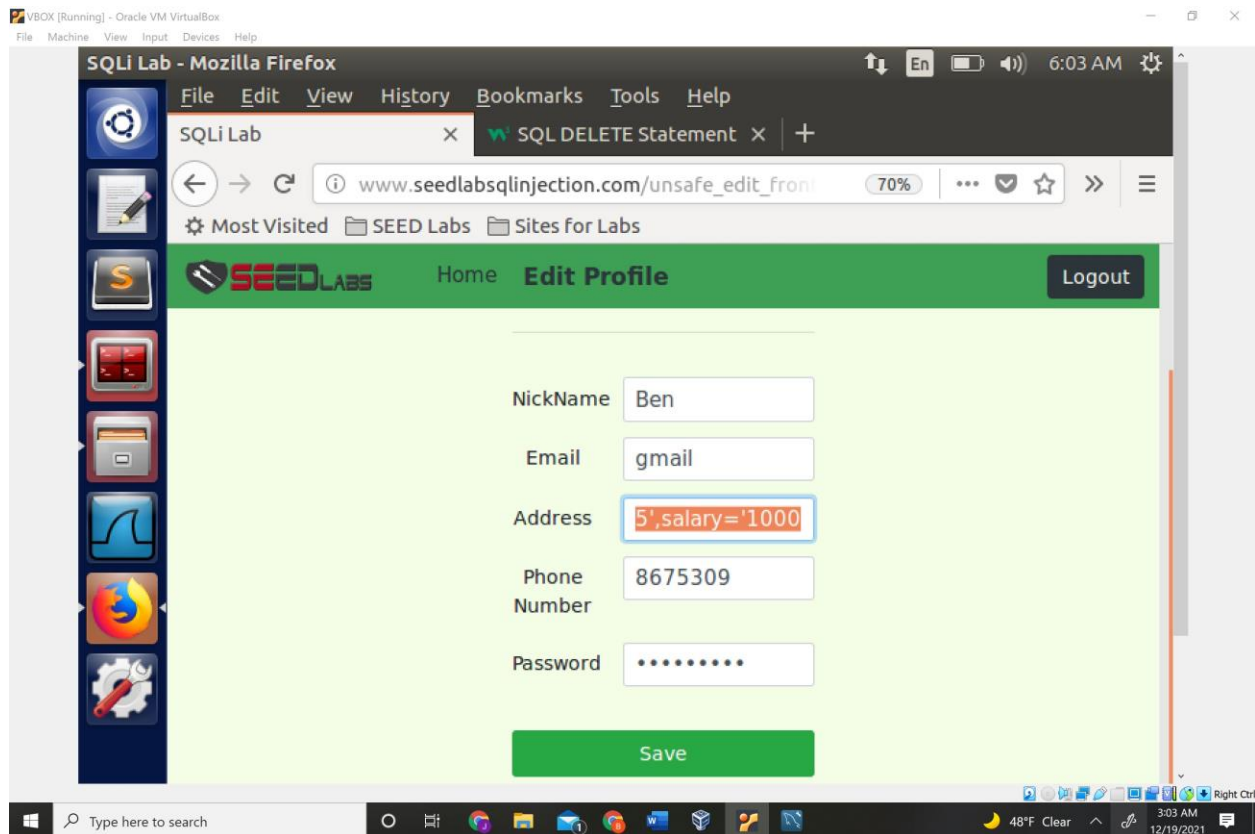 VBOX [Running] - Oracle VM VirtualBox
File Machine View Input Devices Help
SQLi Lab - Mozilla Firefox En 6:03 AM
File Edit View History Bookmarks Tools Help
SQLi Lab × SQL DELETE Statement × +
www.seedlabsqlinjection.com/unsafe_edit_fron 70%
Most Visited SEED Labs Sites for Labs
SEEDLABS Home Edit Profile Logout
NickName Ben
Email gmail
Address 5',salary='1000
Phone Number 8675309
Password •••••••••
Save
Right Ctrl
Type here to search 48°F Clear 3:03 AM
12/19/2021